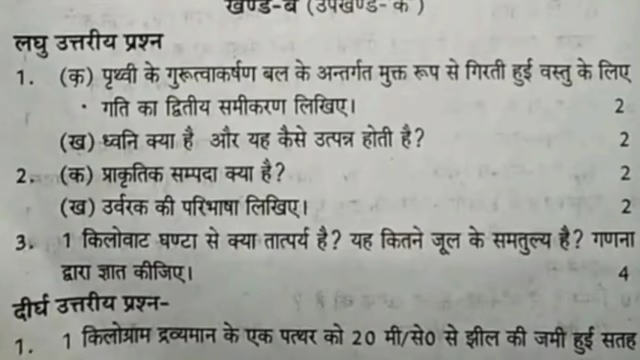 खण्ड-ब (उपखण्ड- क )
लघु उत्तरीय प्रश्न
1. (क) पृथ्वी के गुरूत्वाकर्षण बल के अन्तर्गत मुक्त रूप से गिरती हुई वस्तु के लिए
गति का द्वितीय समीकरण लिखिए। 2
(ख) ध्वनि क्या है और यह कैसे उत्पन्न होती है? 2
2. (क) प्राकृतिक सम्पदा क्या है? 2
(ख) उर्वरक की परिभाषा लिखिए। 2
3. 1 किलोवाट घण्टा से क्या तात्पर्य है? यह कितने जूल के समतुल्य है? गणना
द्वारा ज्ञात कीजिए। 4
दीर्घ उत्तरीय प्रश्न-
1. 1 किलोग्राम द्रव्यमान के एक पत्थर को 20 मी/से0 से झील की जमी हुई सतह